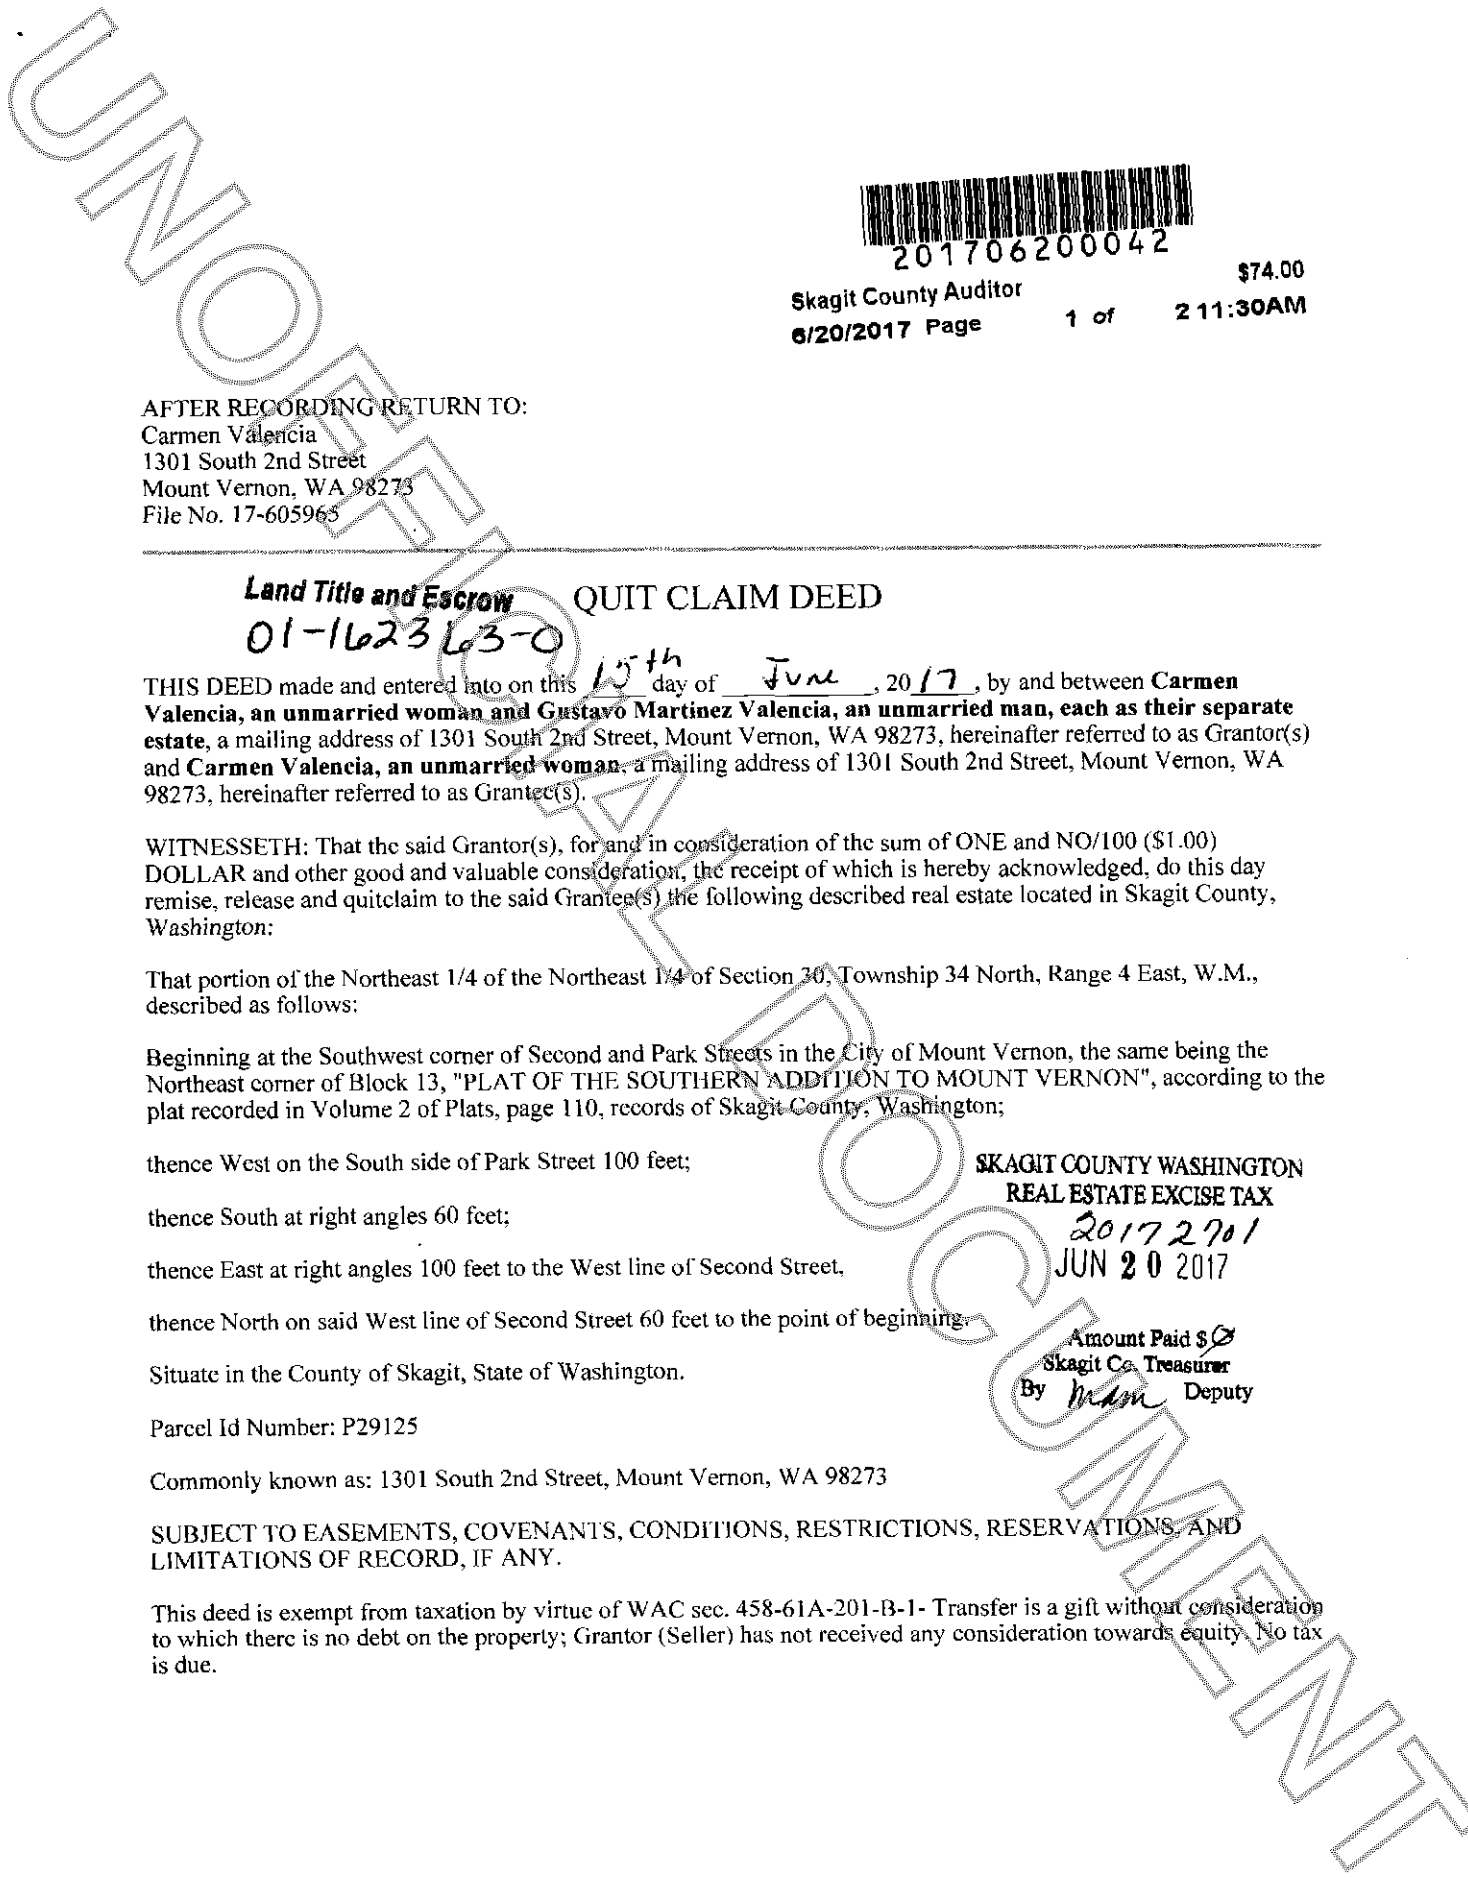 UNOFFICIAL DOCUMENT
201706200042
Skagit County Auditor $74.00
6/20/2017 Page 1 of 2 11:30AM
AFTER RECORDING RETURN TO:
Carmen Valencia
1301 South 2nd Street
Mount Vernon, WA 98273
File No. 17-605965
Land Title and Escrow
01-162363-O
QUIT CLAIM DEED
THIS DEED made and entered into on this 15th day of June, 2017, by and between Carmen
Valencia, an unmarried woman and Gustavo Martinez Valencia, an unmarried man, each as their separate
estate, a mailing address of 1301 South 2nd Street, Mount Vernon, WA 98273, hereinafter referred to as Grantor(s)
and Carmen Valencia, an unmarried woman, a mailing address of 1301 South 2nd Street, Mount Vernon, WA
98273, hereinafter referred to as Grantee(s).
WITNESSETH: That the said Grantor(s), for and in consideration of the sum of ONE and NO/100 ($1.00)
DOLLAR and other good and valuable consideration, the receipt of which is hereby acknowledged, do this day
remise, release and quitclaim to the said Grantee(s) the following described real estate located in Skagit County,
Washington:
That portion of the Northeast 1/4 of the Northeast 1/4 of Section 30, Township 34 North, Range 4 East, W.M.,
described as follows:
Beginning at the Southwest corner of Second and Park Streets in the City of Mount Vernon, the same being the
Northeast corner of Block 13, "PLAT OF THE SOUTHERN ADDITION TO MOUNT VERNON", according to the
plat recorded in Volume 2 of Plats, page 110, records of Skagit County, Washington;
thence West on the South side of Park Street 100 feet;
thence South at right angles 60 feet;
thence East at right angles 100 feet to the West line of Second Street,
thence North on said West line of Second Street 60 feet to the point of beginning.
Situate in the County of Skagit, State of Washington.
Parcel Id Number: P29125
Commonly known as: 1301 South 2nd Street, Mount Vernon, WA 98273
SKAGIT COUNTY WASHINGTON
REAL ESTATE EXCISE TAX
20172701
JUN 20 2017
Amount Paid $Ø
Skagit Co. Treasurer
By mam Deputy
SUBJECT TO EASEMENTS, COVENANTS, CONDITIONS, RESTRICTIONS, RESERVATIONS, AND
LIMITATIONS OF RECORD, IF ANY.
This deed is exempt from taxation by virtue of WAC sec. 458-61A-201-B-1- Transfer is a gift without consideration
to which there is no debt on the property; Grantor (Seller) has not received any consideration towards equity. No tax
is due.